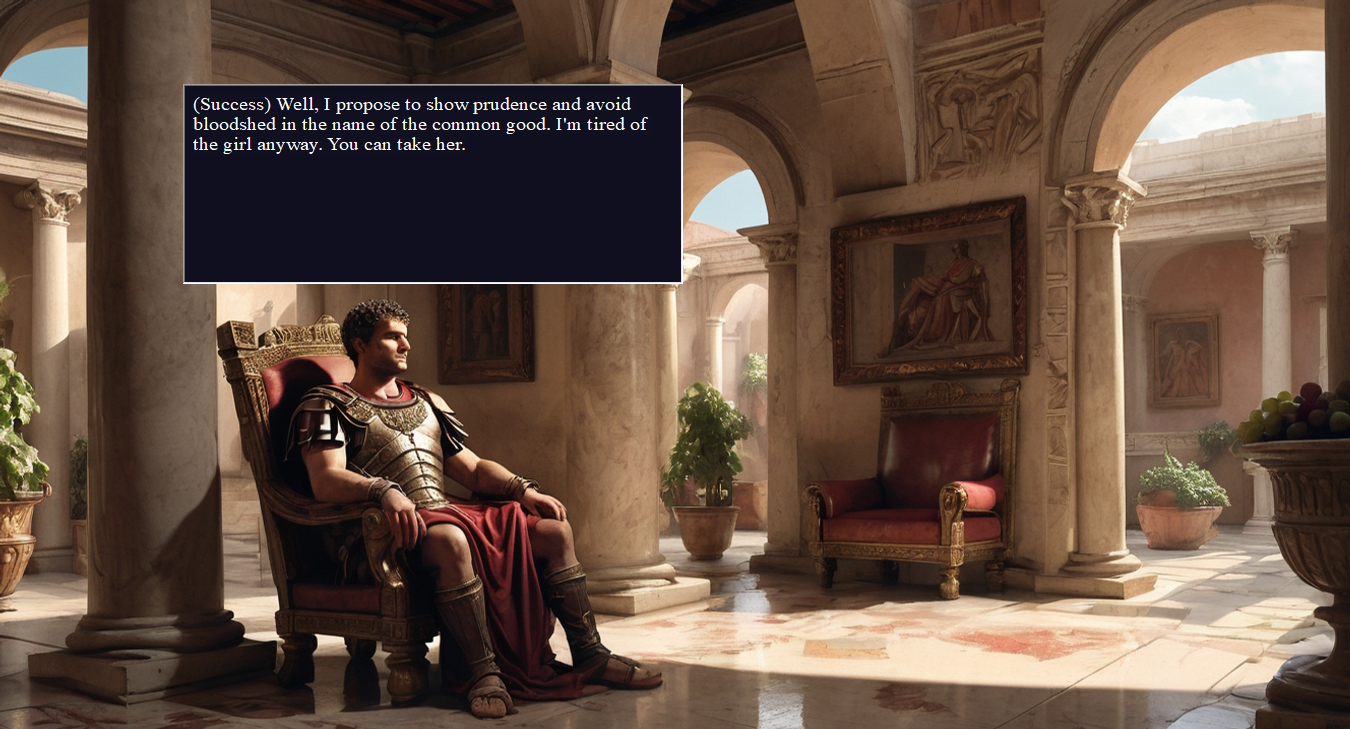 (Success) Well, I propose to show prudence and avoid
bloodshed in the name of the common good. I'm tired of
the girl anyway. You can take her.